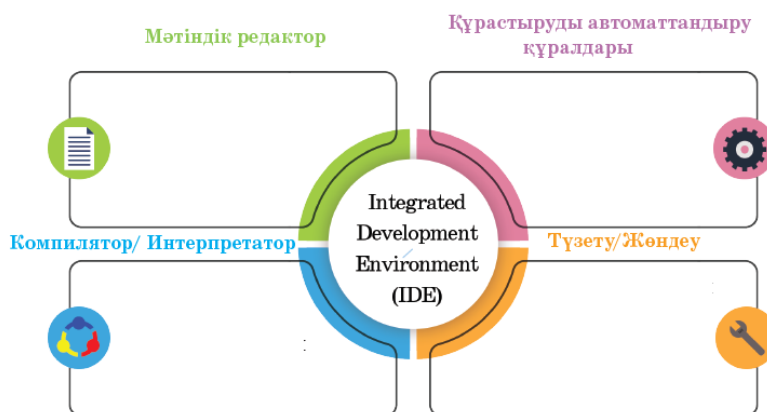 Мәтіндік редактор
Құрастыруды автоматтандыру
құралдары
Integrated
Development
Environment
(IDE)
Компилятор/ Интерпретатор
Түзету/Жөндеу
: